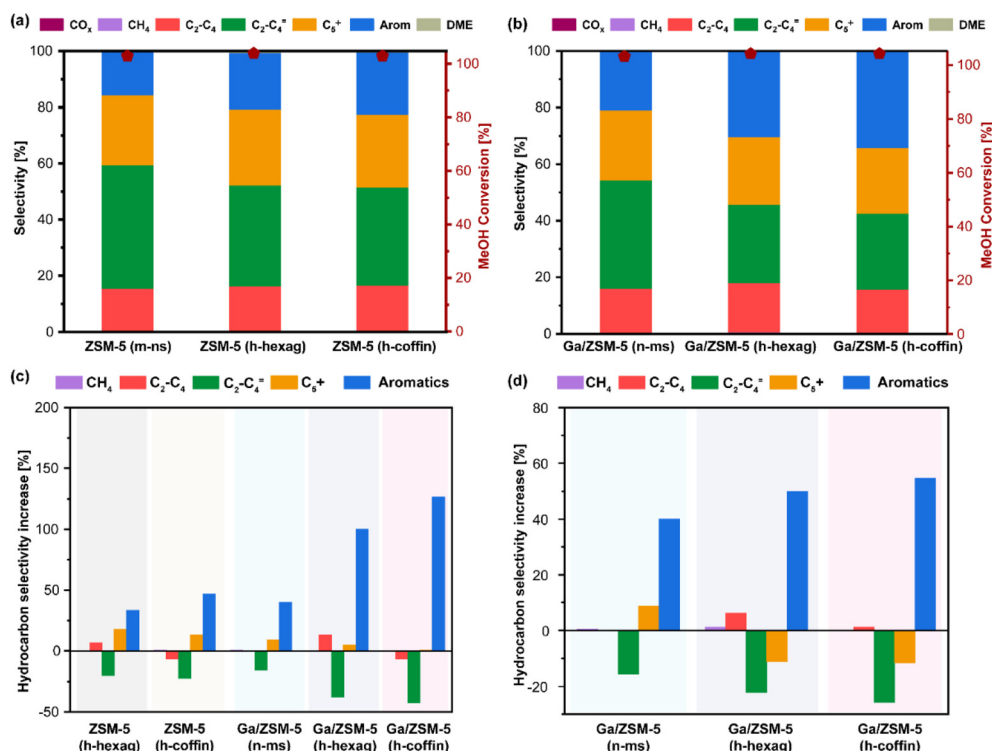 (a) COx CH4 C2-C4 C2-C4= C5+ Arom DME
100
80
60
40
20
0
Selectivity [%]
100
80
60
40
20
0
MeOH Conversion [%]
ZSM-5 (m-ns) ZSM-5 (h-hexag) ZSM-5 (h-coffin)
(b) COx CH4 C2-C4 C2-C4= C5+ Arom DME
100
80
60
40
20
0
Selectivity [%]
100
80
60
40
20
0
MeOH Conversion [%]
Ga/ZSM-5 (n-ms) Ga/ZSM-5 (h-hexag) Ga/ZSM-5 (h-coffin)
(c) CH4 C2-C4 C2-C4= C5+ Aromatics
200
150
100
50
0
-50
Hydrocarbon selectivity increase [%]
ZSM-5 ZSM-5 Ga/ZSM-5 Ga/ZSM-5 Ga/ZSM-5
(h-hexag) (h-coffin) (n-ms) (h-hexag) (h-coffin)
(d) CH4 C2-C4 C2-C4= C5+ Aromatics
80
60
40
20
0
-20
Hydrocarbon selectivity increase [%]
Ga/ZSM-5 Ga/ZSM-5 Ga/ZSM-5
(n-ms) (h-hexag) (h-coffin)